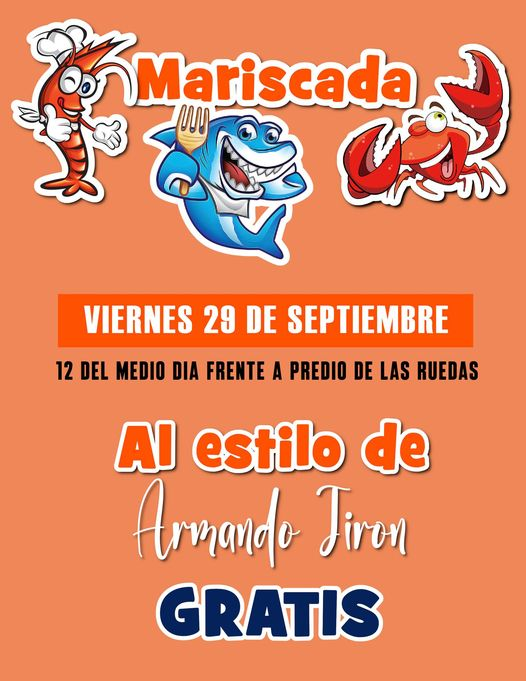 Mariscada
VIERNES 29 DE SEPTIEMBRE
12 DEL MEDIO DIA FRENTE A PREDIO DE LAS RUEDAS
Al estilo de
Armando Jiron
GRATIS